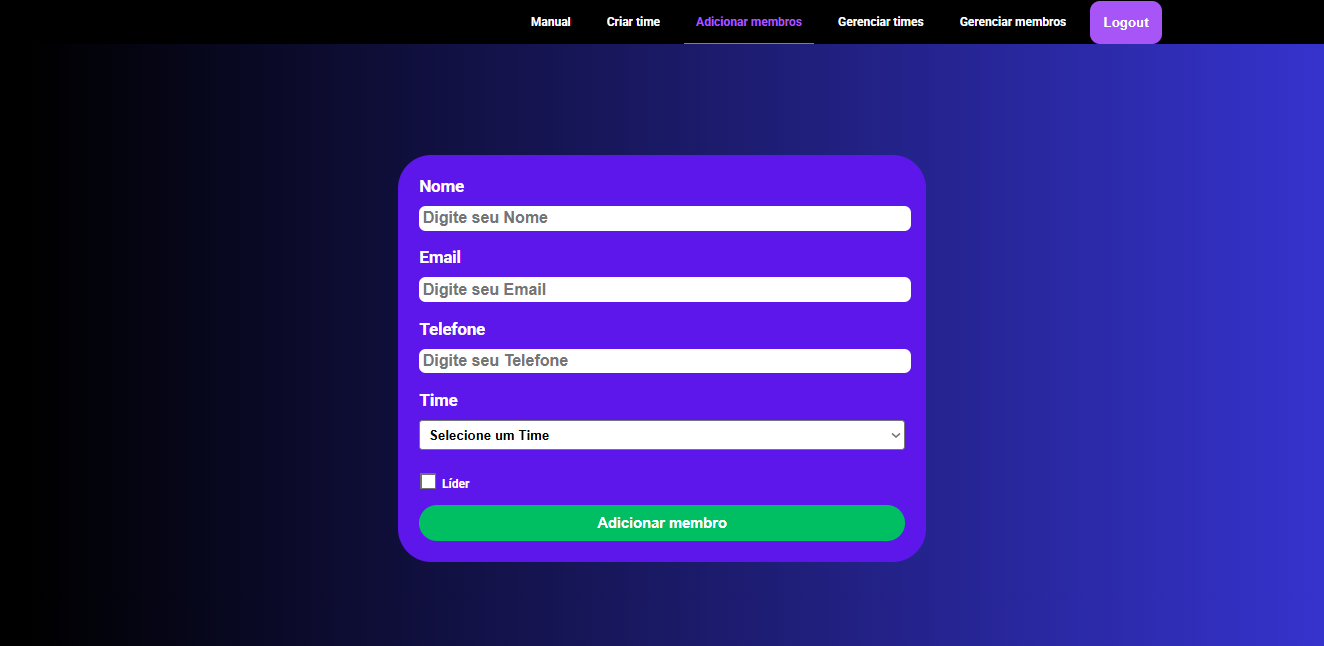 Manual Criar time Adicionar membros Gerenciar times Gerenciar membros Logout
Nome
Digite seu Nome
Email
Digite seu Email
Telefone
Digite seu Telefone
Time
Selecione um Time
Líder
Adicionar membro